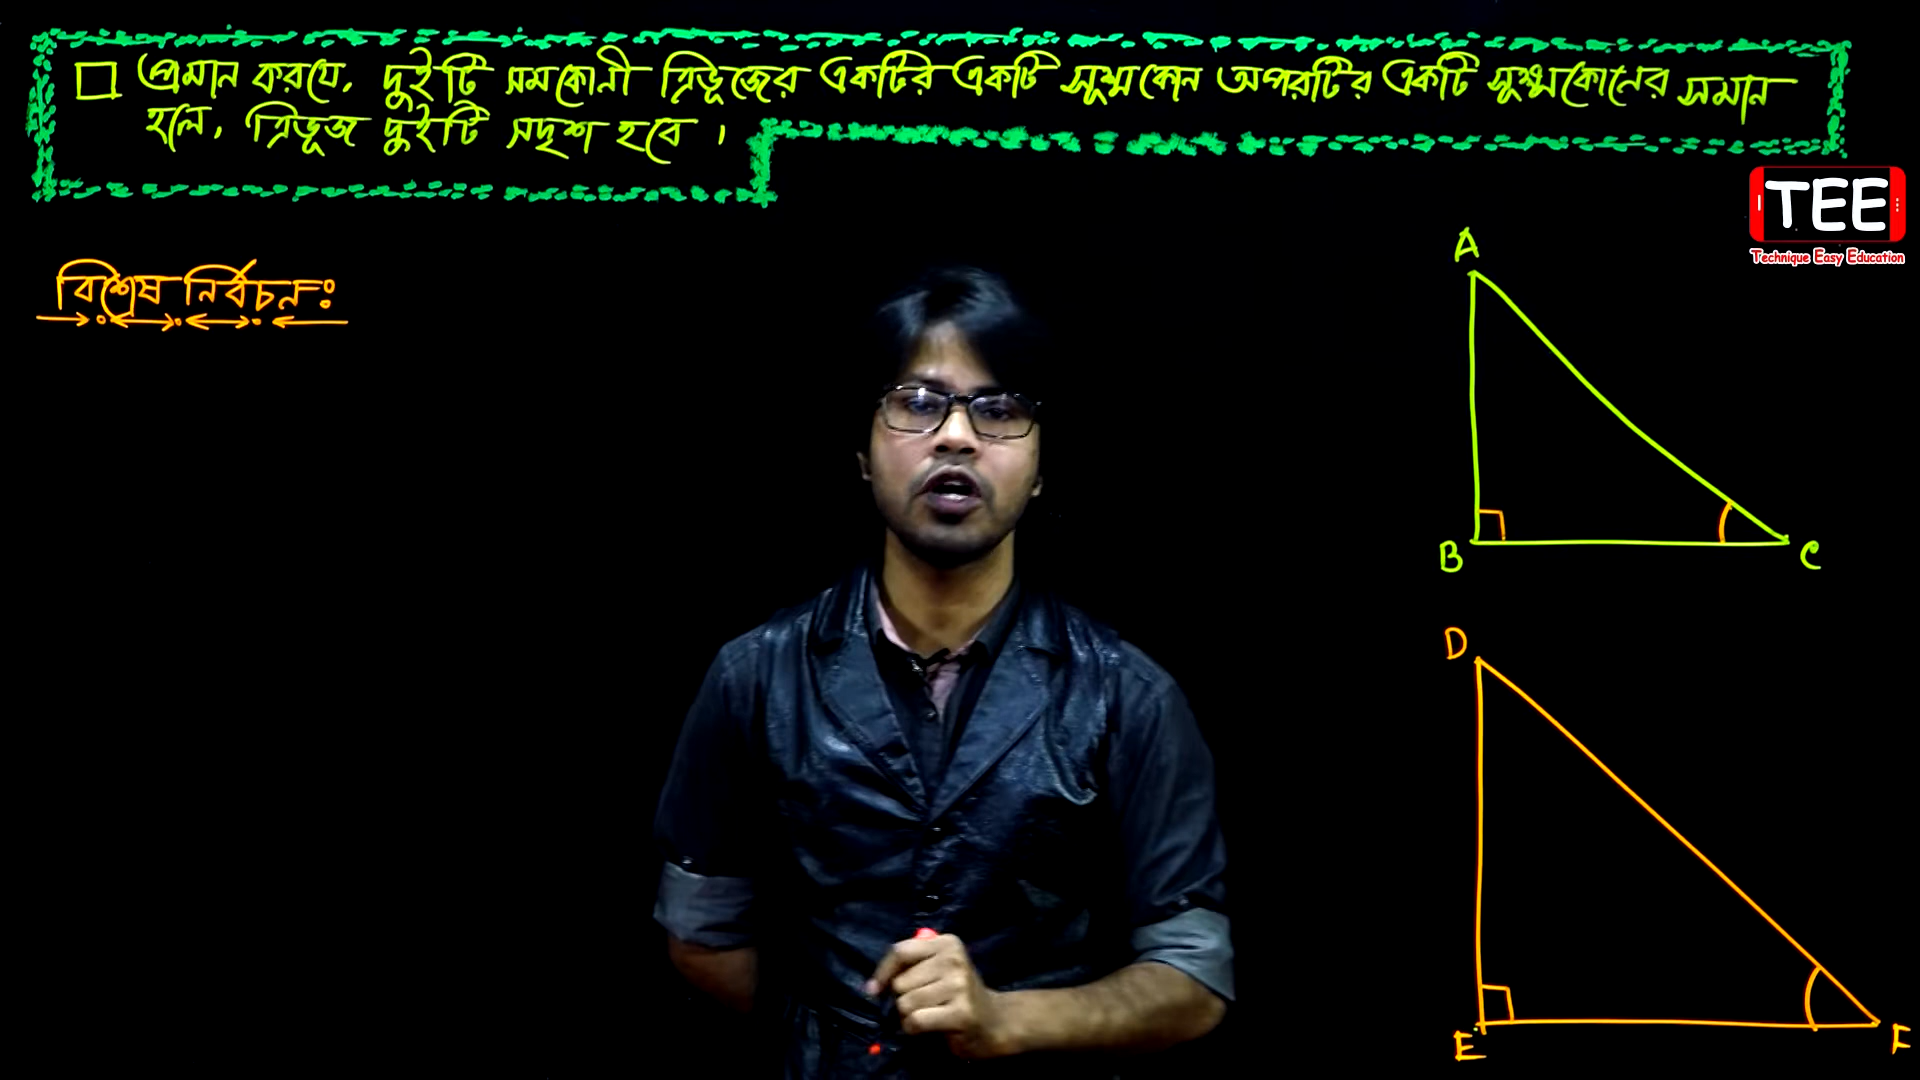 প্রমান করযে, দুইটি সমকোনী ত্রিভূজের একটির একটি সূক্ষ্মকোন অপরটির একটি সূক্ষ্মকোনের সমান
হলে, ত্রিভূজ দুইটি সদৃশ হবে ।
TEE
Technique Easy Education
বিশেষ নির্বচনঃ
A
B
C
D
E
F